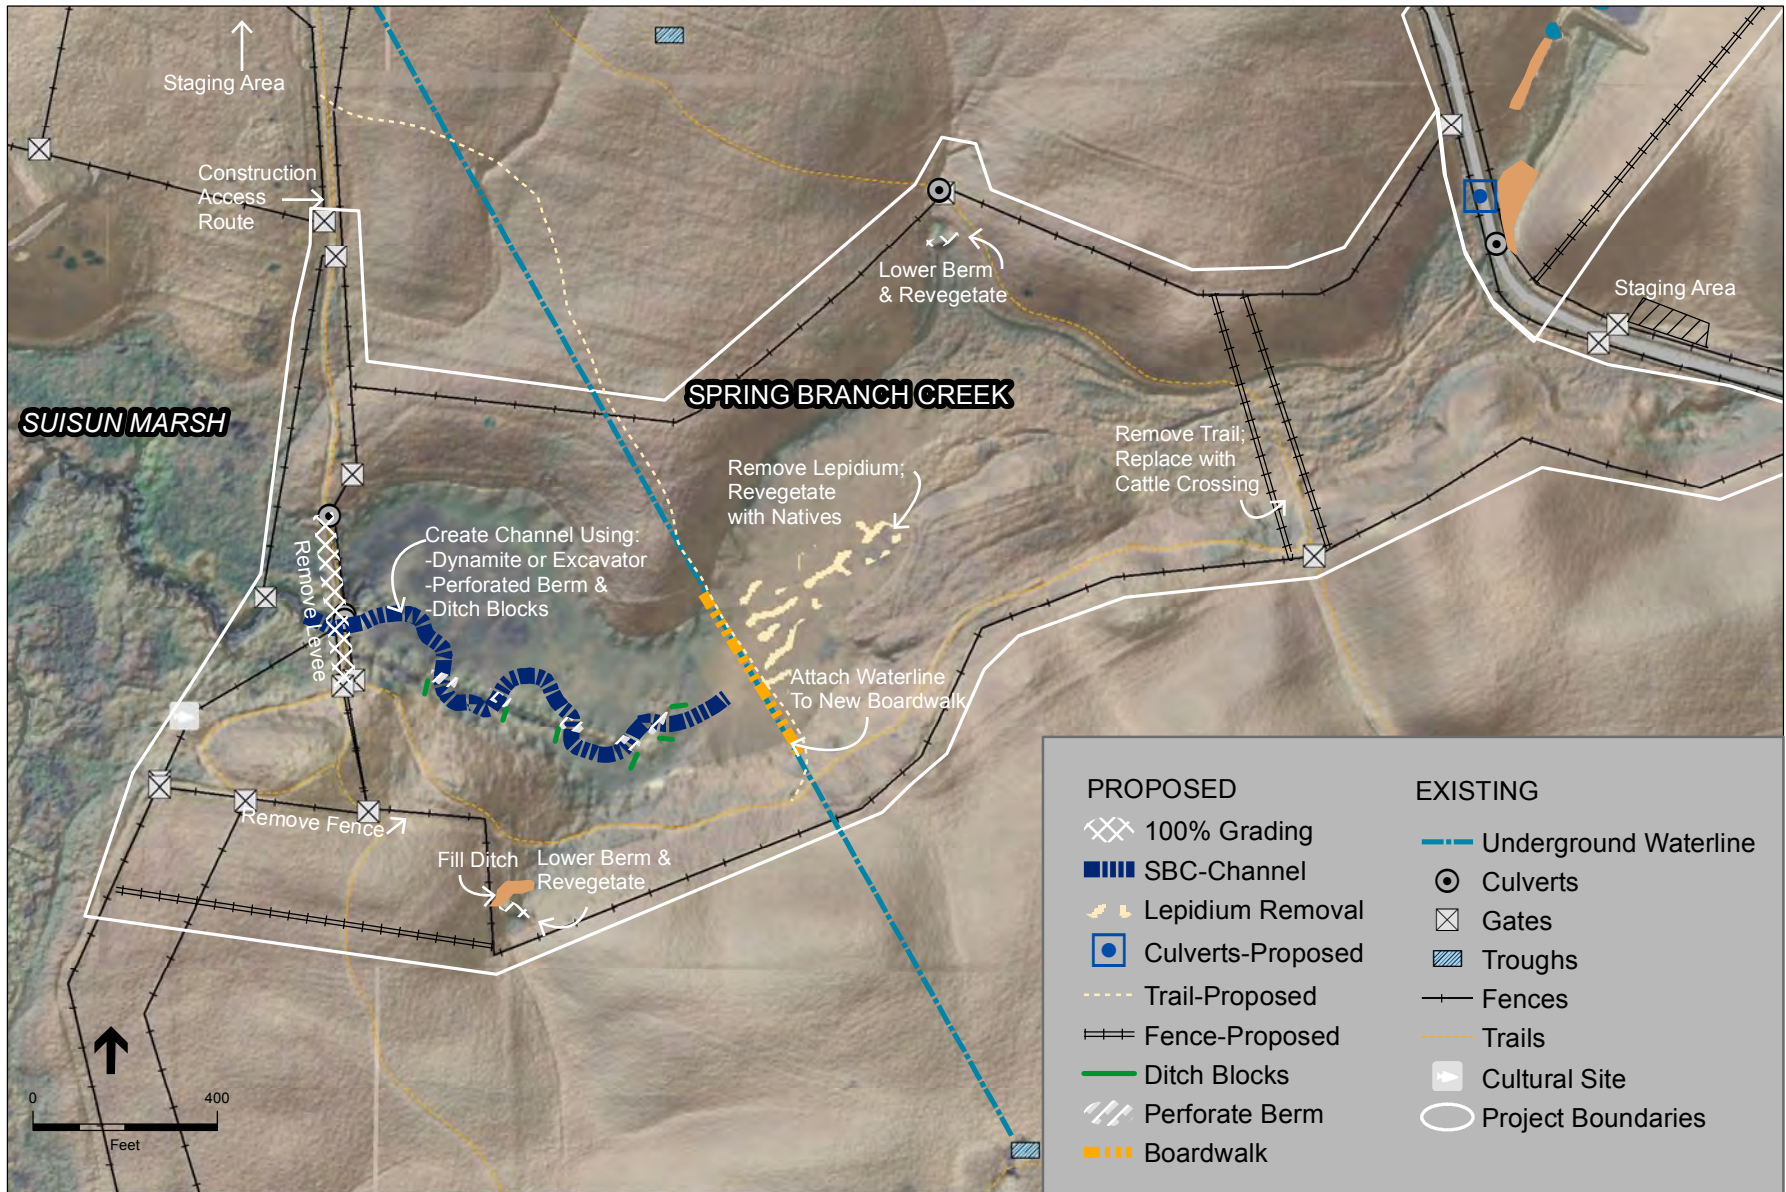 Staging Area
Construction
Access
Route
Lower Berm
& Revegetate
Staging Area
SPRING BRANCH CREEK
SUISUN MARSH
Remove Trail;
Replace with
Cattle Crossing
Remove Lepidium;
Revegetate
with Natives
Create Channel Using:
-Dynamite or Excavator
-Perforated Berm &
-Ditch Blocks
Remove Levee
Attach Waterline
To New Boardwalk
Remove Fence
Fill Ditch
Lower Berm &
Revegetate
0 400
Feet
PROPOSED
100% Grading
SBC-Channel
Lepidium Removal
Culverts-Proposed
Trail-Proposed
Fence-Proposed
Ditch Blocks
Perforate Berm
Boardwalk
EXISTING
Underground Waterline
Culverts
Gates
Troughs
Fences
Trails
Cultural Site
Project Boundaries